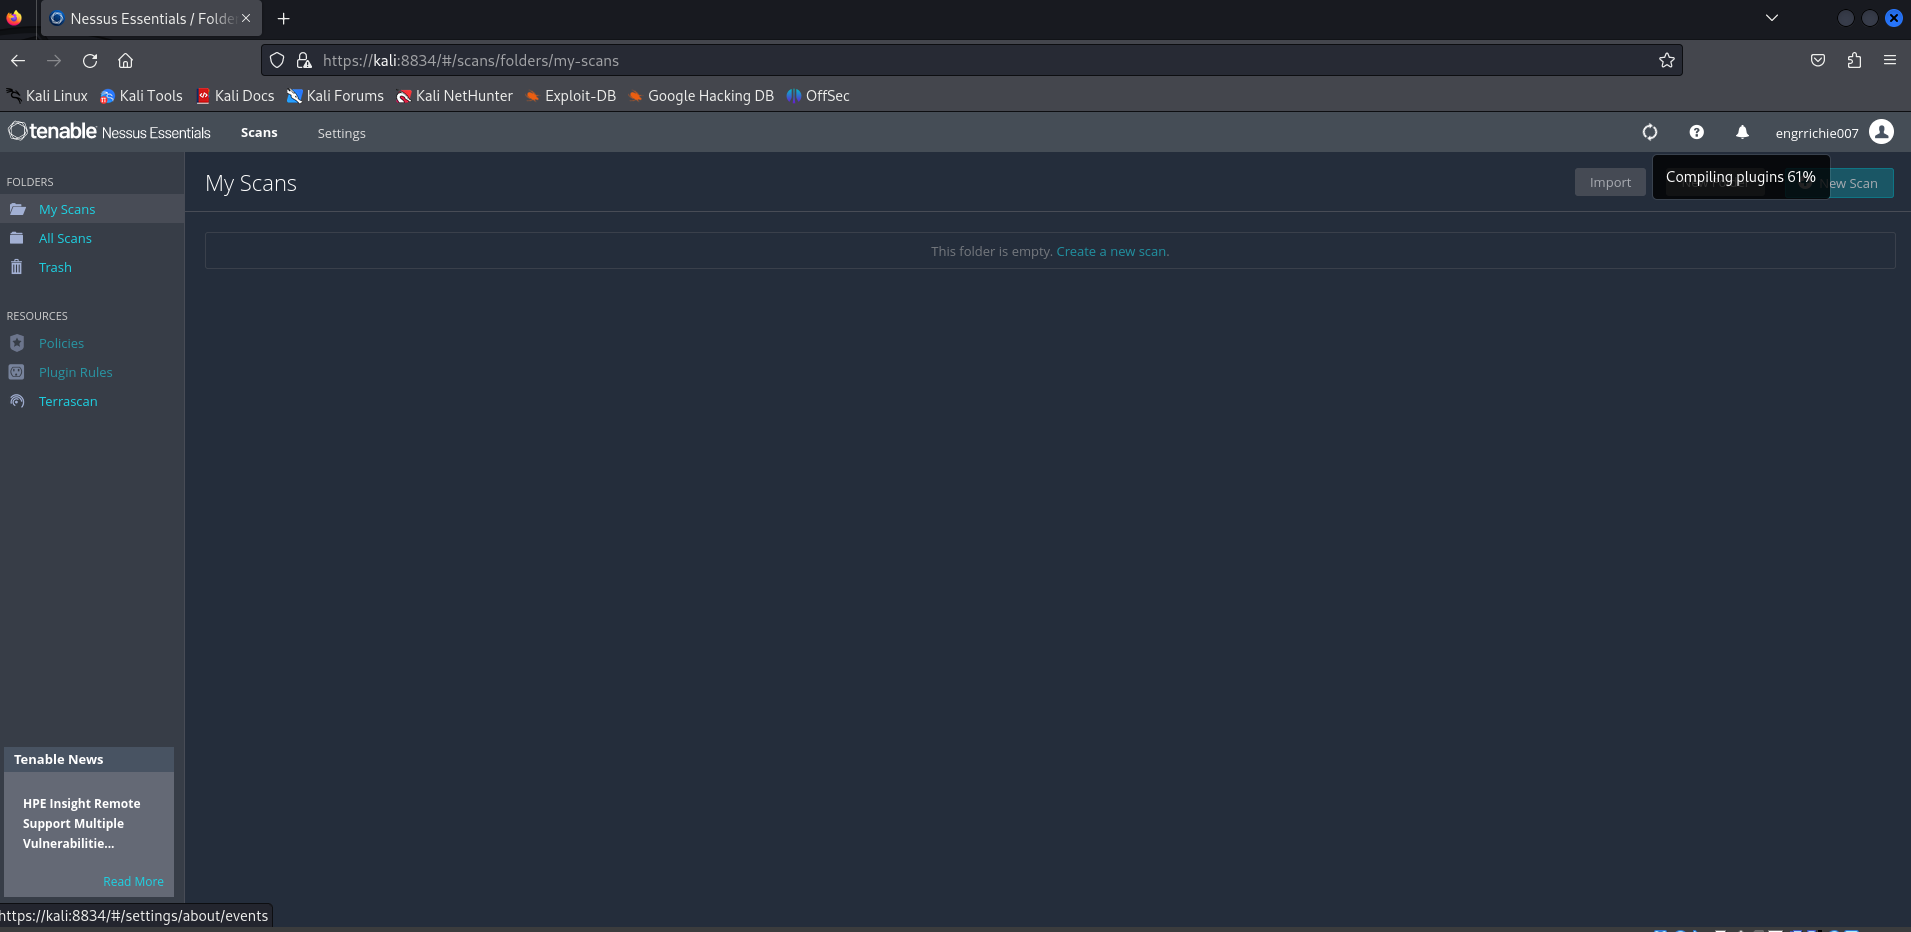 Nessus Essentials / Folde
https://kali:8834/#/scans/folders/my-scans
Kali Linux Kali Tools Kali Docs Kali Forums Kali NetHunter Exploit-DB Google Hacking DB OffSec
tenable Nessus Essentials Scans Settings engrrichie007
FOLDERS
My Scans
All Scans
Trash
RESOURCES
Policies
Plugin Rules
Terrascan
My Scans
Import Compiling plugins 61% ew Scan
This folder is empty. Create a new scan.
Tenable News
HPE Insight Remote
Support Multiple
Vulnerabilitie...
Read More
https://kali:8834/#/settings/about/events